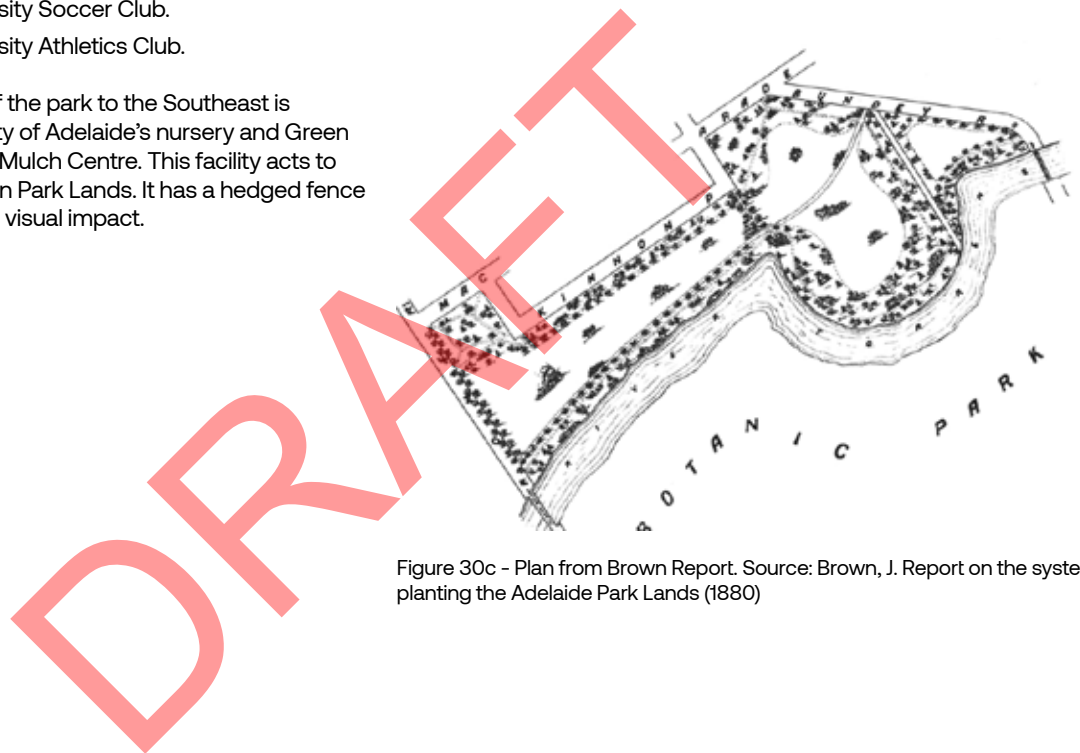 sity Soccer Club.
sity Athletics Club.
f the park to the Southeast is
ty of Adelaide’s nursery and Green
Mulch Centre. This facility acts to
n Park Lands. It has a hedged fence
visual impact.
DRAFT
BOTANIC PARK
Figure 30c - Plan from Brown Report. Source: Brown, J. Report on the syste
planting the Adelaide Park Lands (1880)